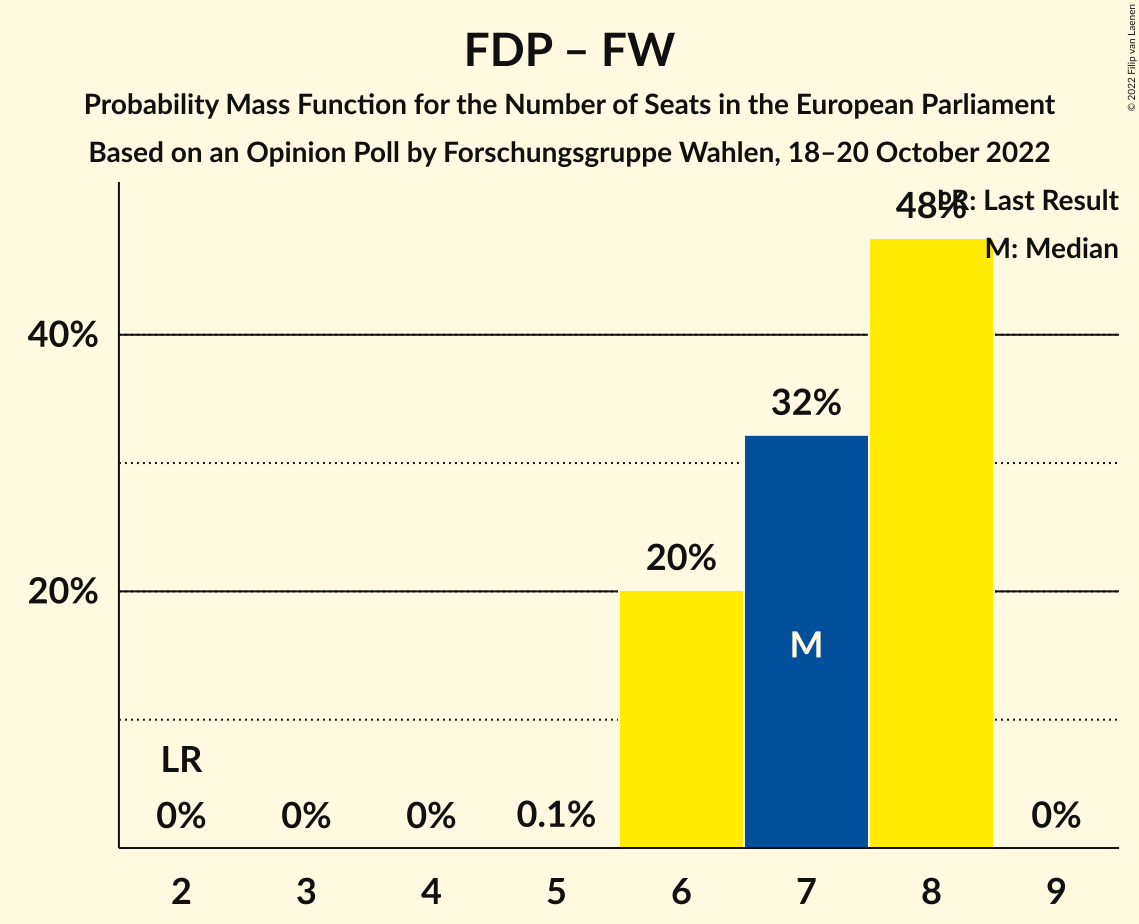 FDP – FW
Probability Mass Function for the Number of Seats in the European Parliament
Based on an Opinion Poll by Forschungsgruppe Wahlen, 18–20 October 2022
© 2022 Filip van Laenen
LR: Last Result
M: Median
48%
40%
32%
20%
20%
M
LR
0%
0%
0%
0.1%
0%
2 3 4 5 6 7 8 9